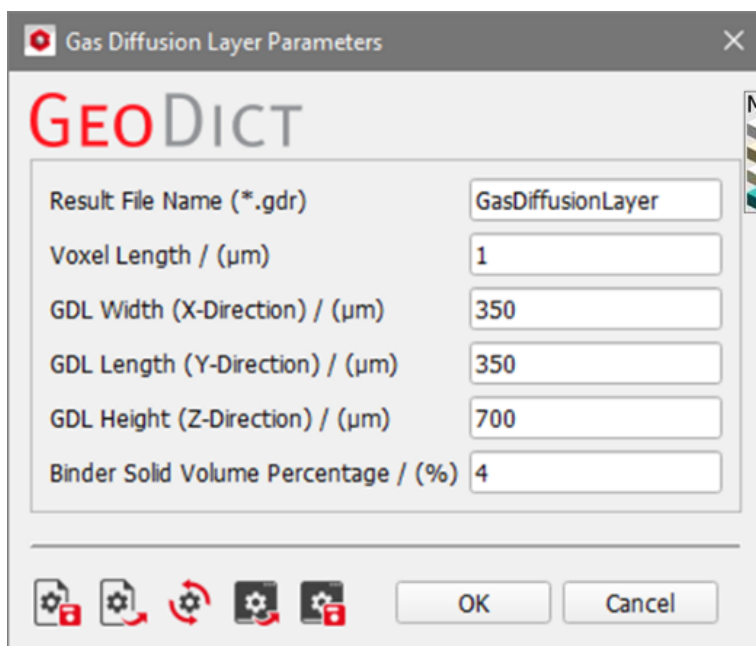 Gas Diffusion Layer Parameters
GEODICT
Result File Name (*.gdr) GasDiffusionLayer
Voxel Length / (µm) 1
GDL Width (X-Direction) / (µm) 350
GDL Length (Y-Direction) / (µm) 350
GDL Height (Z-Direction) / (µm) 700
Binder Solid Volume Percentage / (%) 4
OK Cancel